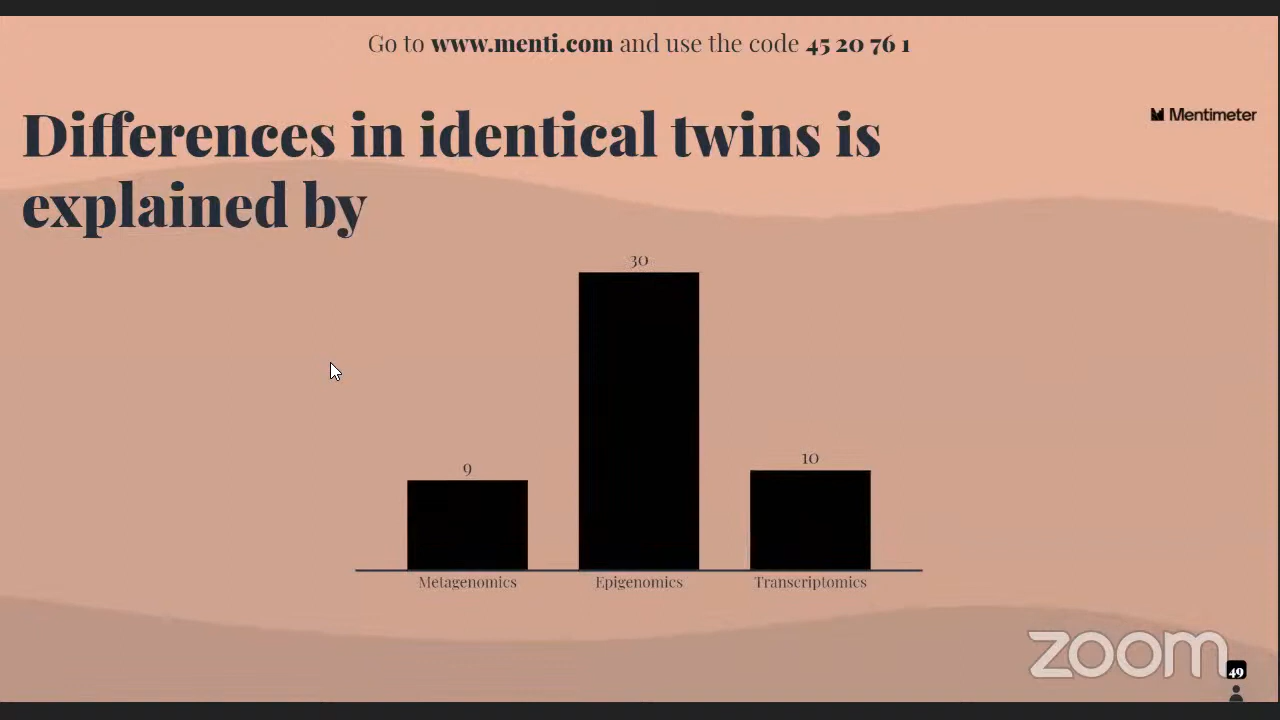 Go to www.menti.com and use the code 45 20 76 1
Mentimeter
Differences in identical twins is
explained by
30
9
10
Metagenomics
Epigenomics
Transcriptomics
zoom
49